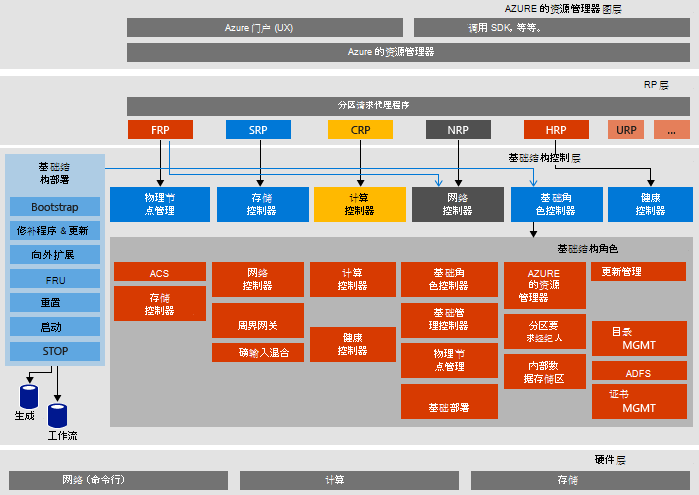 AZURE 的资源管理器 图层
Azure 门户 (UX)
调用 SDK，等等。
Azure 的资源管理器
RP 层
分区请求代理程序
FRP
SRP
CRP
NRP
HRP
URP
...
基础结构控制层
基础结
构部署
Bootstrap
修补程序 & 更新
向外扩展
FRU
重置
启动
STOP
生成
工作流
物理节
点管理
存储
控制器
计算
控制器
网络
控制器
基础角
色控制器
健康
控制器
基础结构角色
ACS
存储
控制器
网络
控制器
周界网关
确输入混合
计算
控制器
健康
控制器
基础角
色控制器
基础管
理控制器
物理节
点管理
基础部署
AZURE
的资源
管理器
分区要
求经纪人
内部数
据存储区
更新管理
目录
MGMT
ADFS
证书
MGMT
硬件层
网络（命令行）
计算
存储